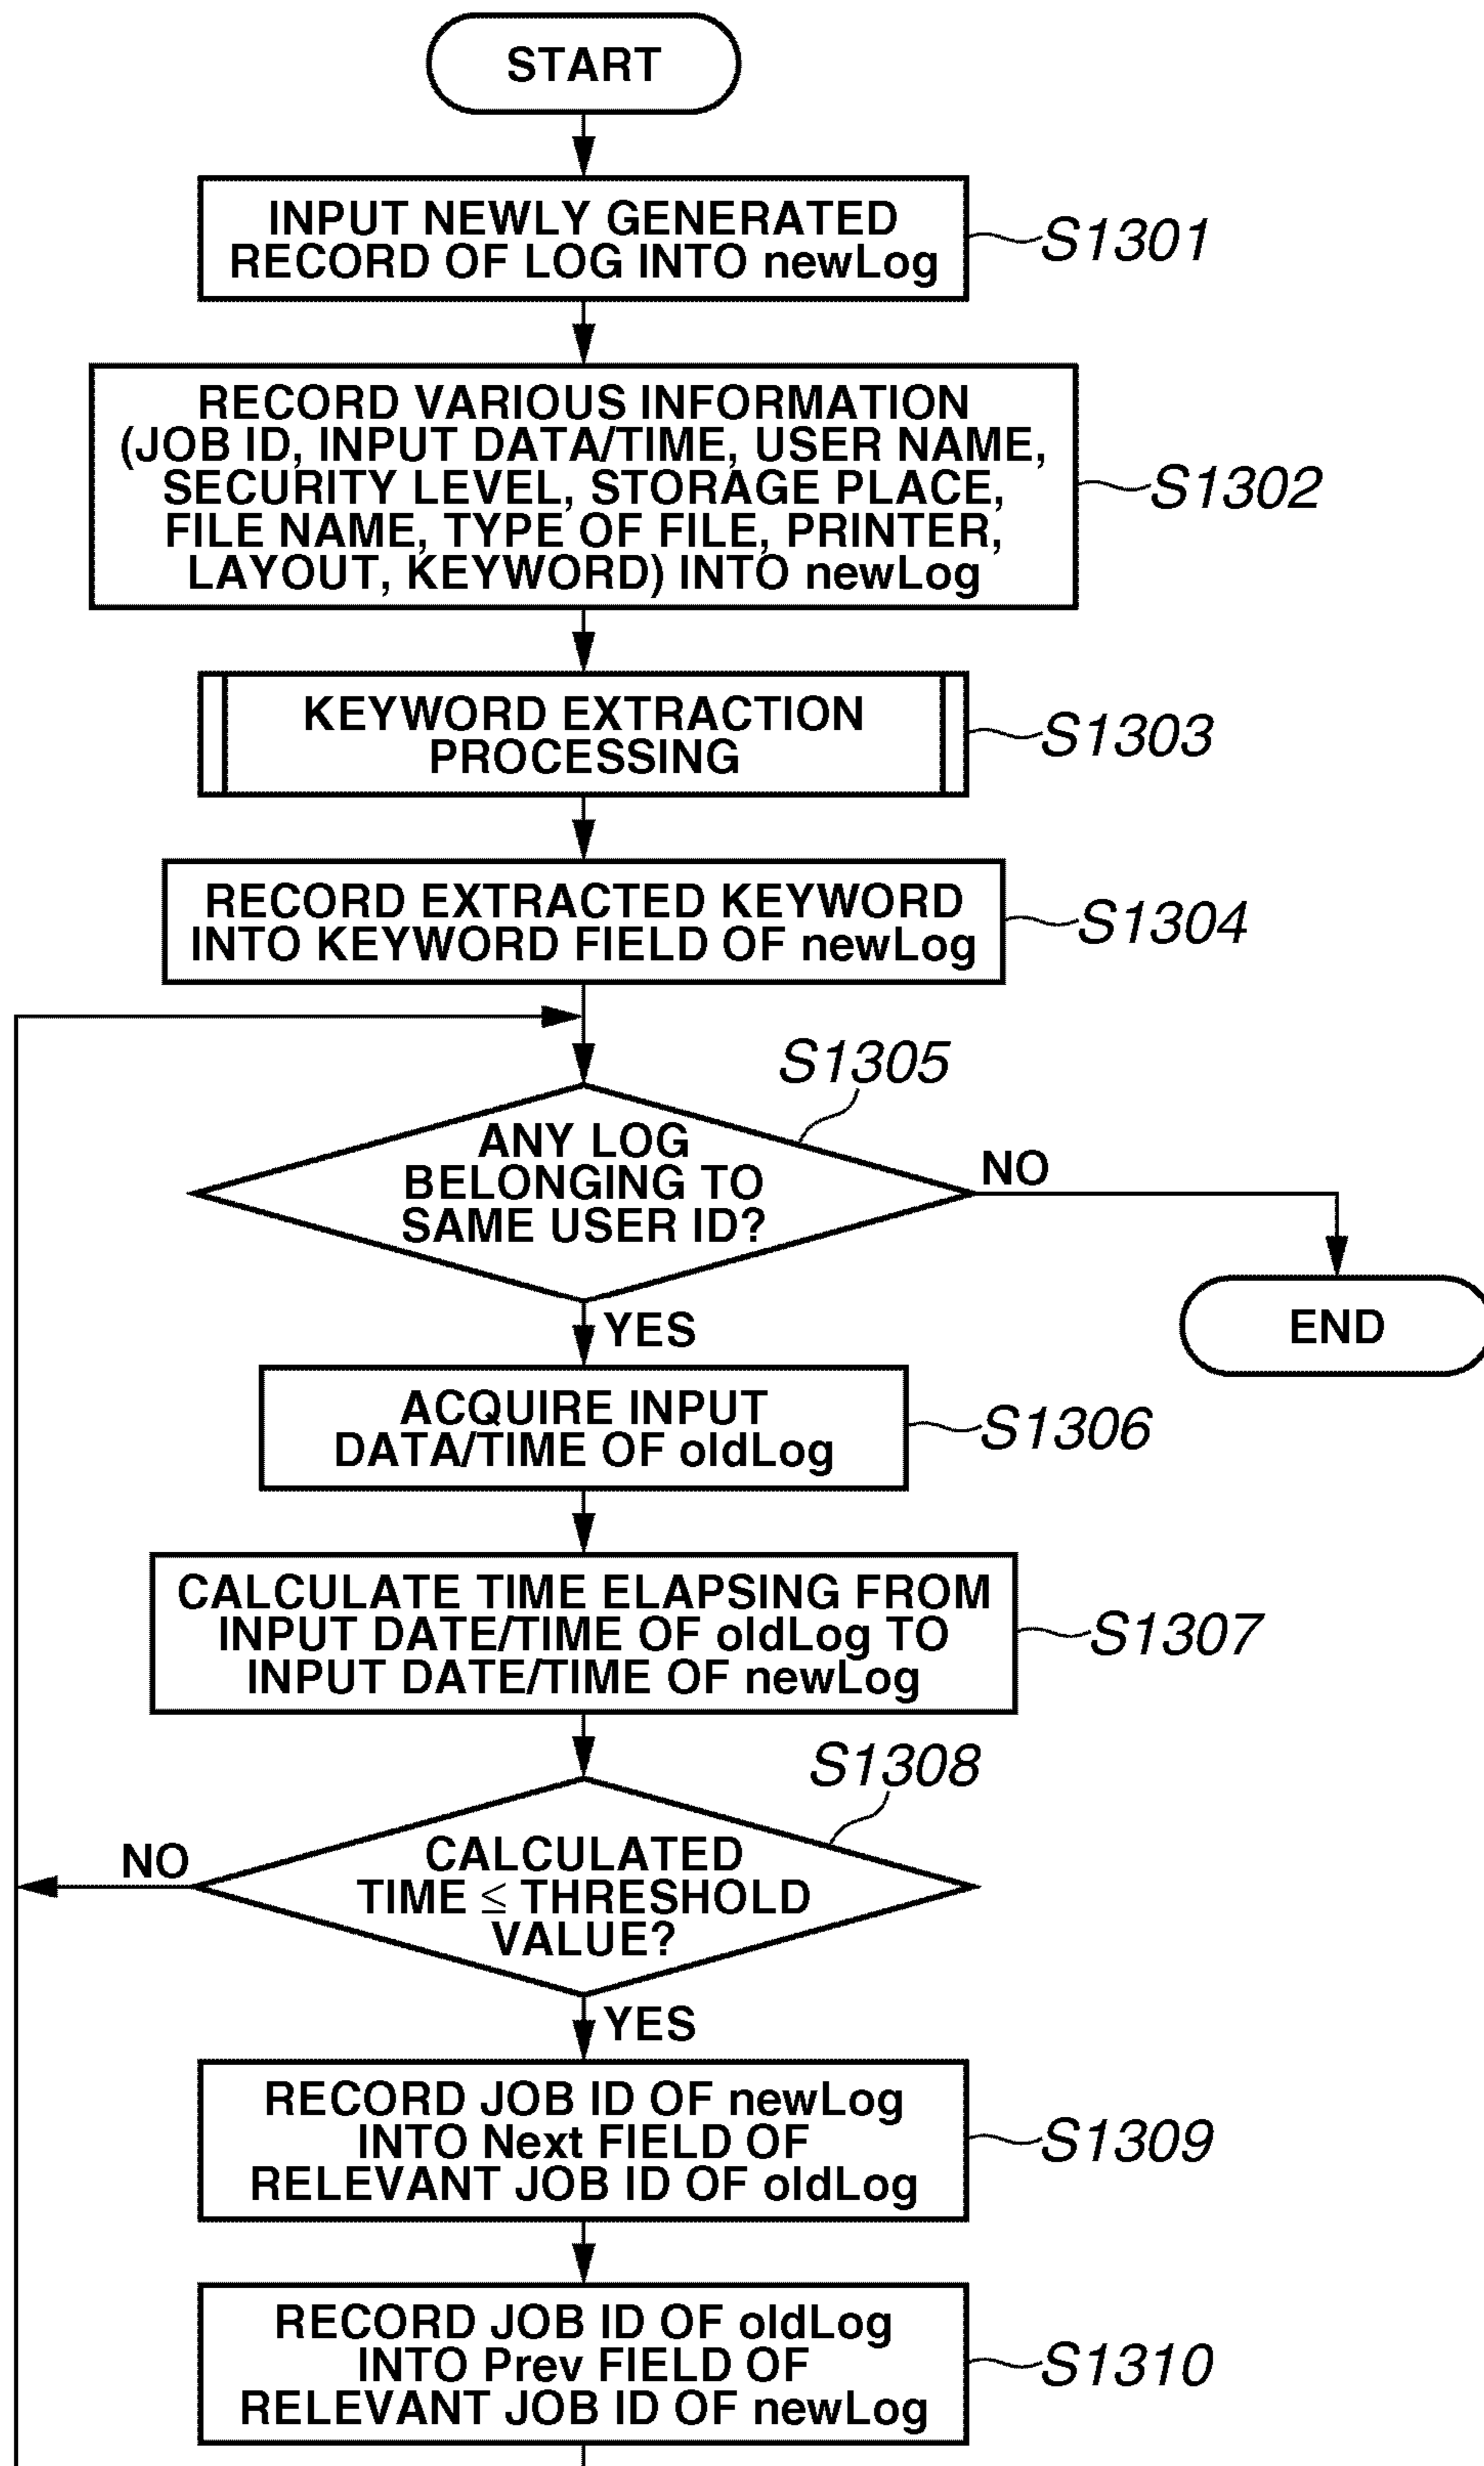 START
INPUT NEWLY GENERATED
RECORD OF LOG INTO newLog
S1301
RECORD VARIOUS INFORMATION
(JOB ID, INPUT DATA/TIME, USER NAME,
SECURITY LEVEL, STORAGE PLACE,
FILE NAME, TYPE OF FILE, PRINTER,
LAYOUT, KEYWORD) INTO newLog
S1302
KEYWORD EXTRACTION
PROCESSING
S1303
RECORD EXTRACTED KEYWORD
INTO KEYWORD FIELD OF newLog
S1304
S1305
ANY LOG
BELONGING TO
SAME USER ID?
NO
END
YES
ACQUIRE INPUT
DATA/TIME OF oldLog
S1306
CALCULATE TIME ELAPSING FROM
INPUT DATE/TIME OF oldLog TO
INPUT DATE/TIME OF newLog
S1307
S1308
CALCULATED
TIME ≤ THRESHOLD
VALUE?
NO
YES
RECORD JOB ID OF newLog
INTO Next FIELD OF
RELEVANT JOB ID OF oldLog
S1309
RECORD JOB ID OF oldLog
INTO Prev FIELD OF
RELEVANT JOB ID OF newLog
S1310